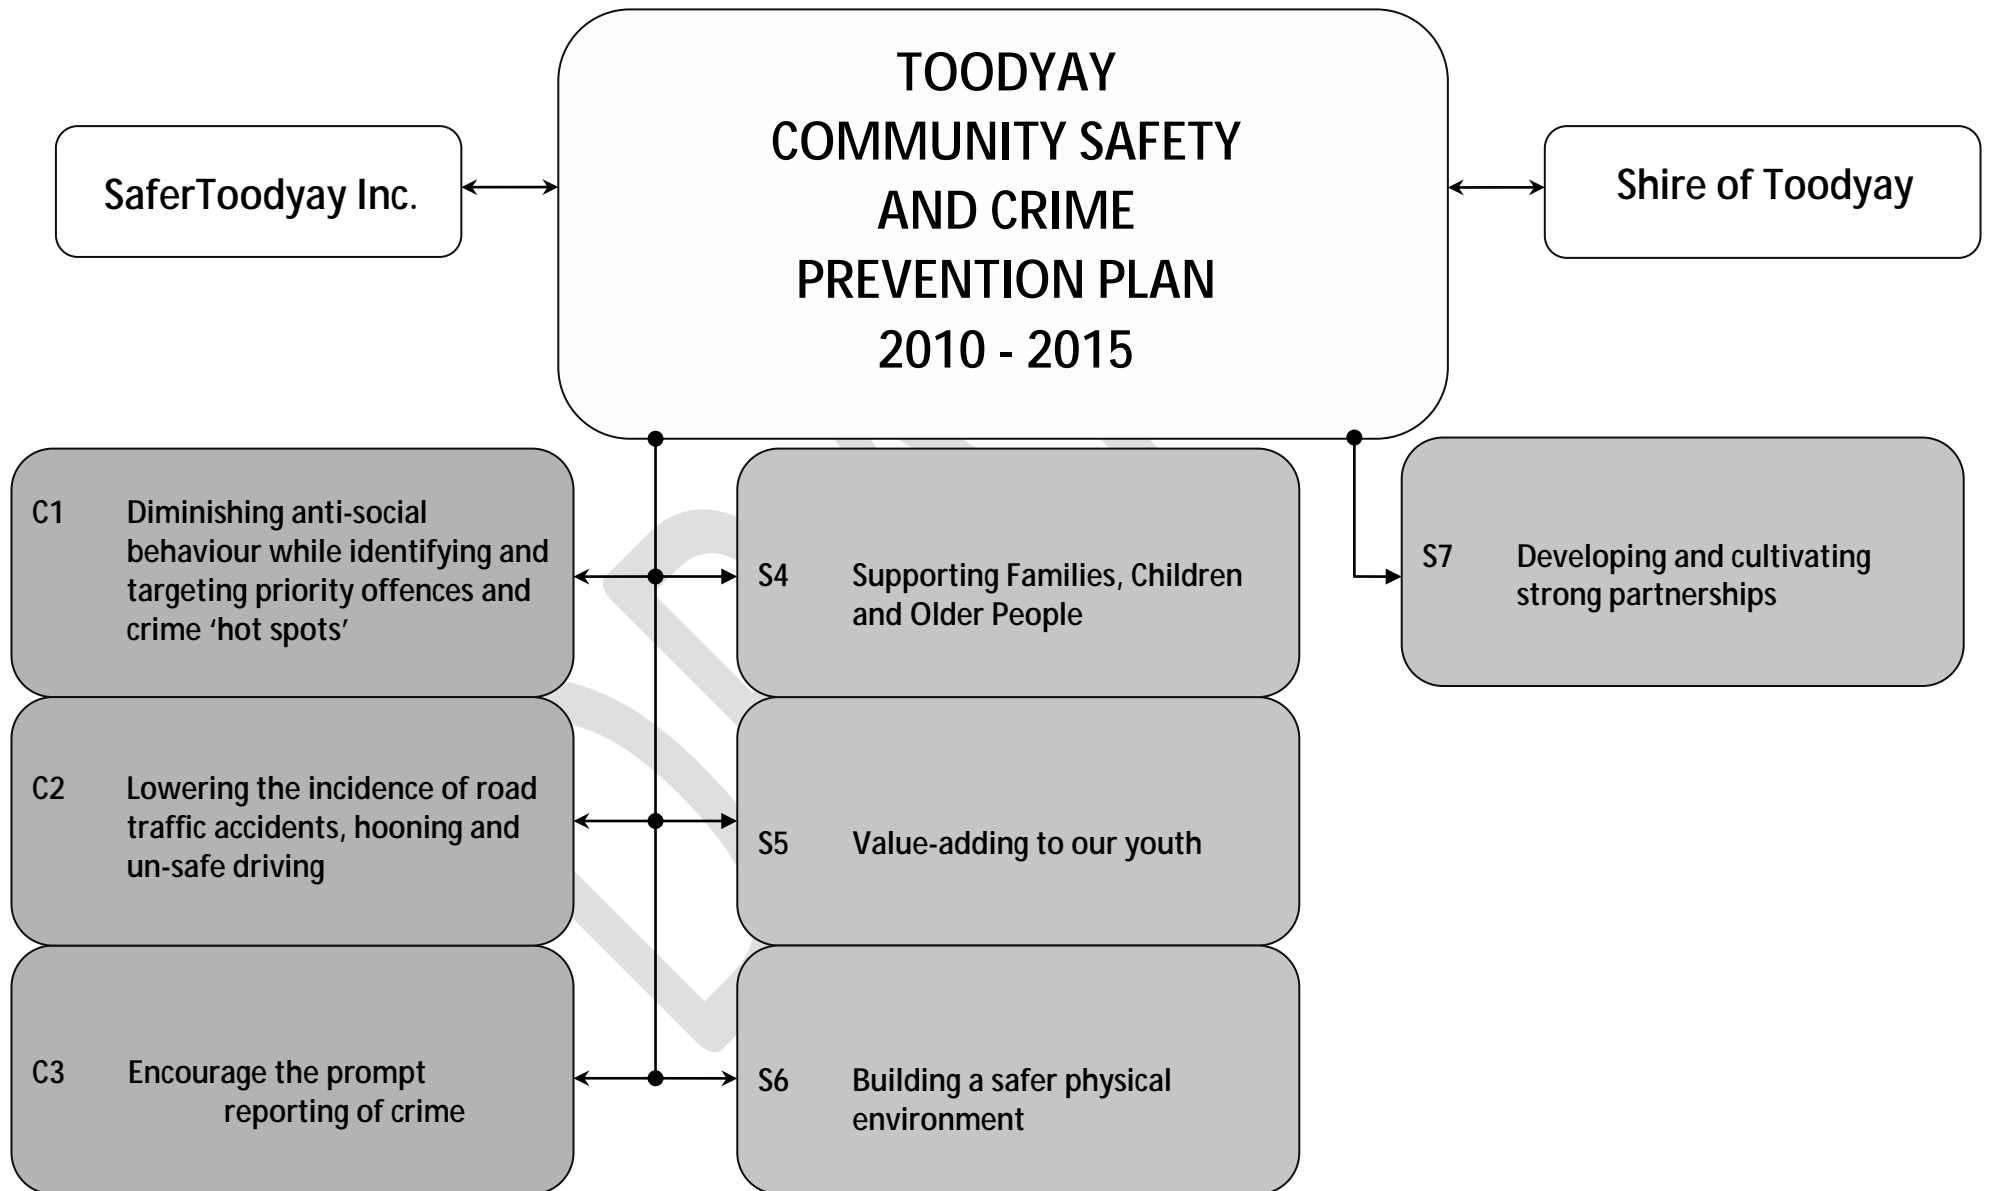 TOODYAY
COMMUNITY SAFETY
AND CRIME
PREVENTION PLAN
2010 - 2015
SaferToodyay Inc.
Shire of Toodyay
C1 Diminishing anti-social
behaviour while identifying and
targeting priority offences and
crime ‘hot spots’
C2 Lowering the incidence of road
traffic accidents, hooning and
un-safe driving
C3 Encourage the prompt
reporting of crime
S4 Supporting Families, Children
and Older People
S5 Value-adding to our youth
S6 Building a safer physical
environment
S7 Developing and cultivating
strong partnerships